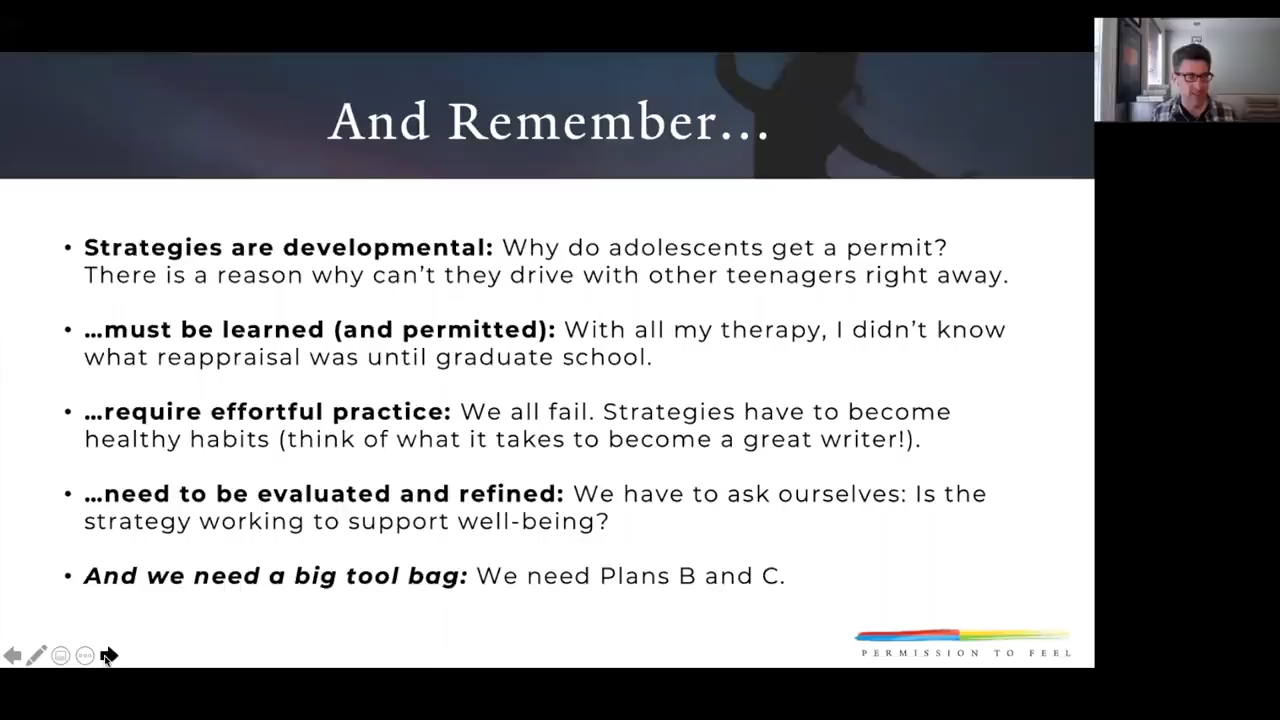 And Remember...
• Strategies are developmental: Why do adolescents get a permit?
There is a reason why can’t they drive with other teenagers right away.
• ...must be learned (and permitted): With all my therapy, I didn’t know
what reappraisal was until graduate school.
• ...require effortful practice: We all fail. Strategies have to become
healthy habits (think of what it takes to become a great writer!).
• ...need to be evaluated and refined: We have to ask ourselves: Is the
strategy working to support well-being?
• And we need a big tool bag: We need Plans B and C.
PERMISSION TO FEEL